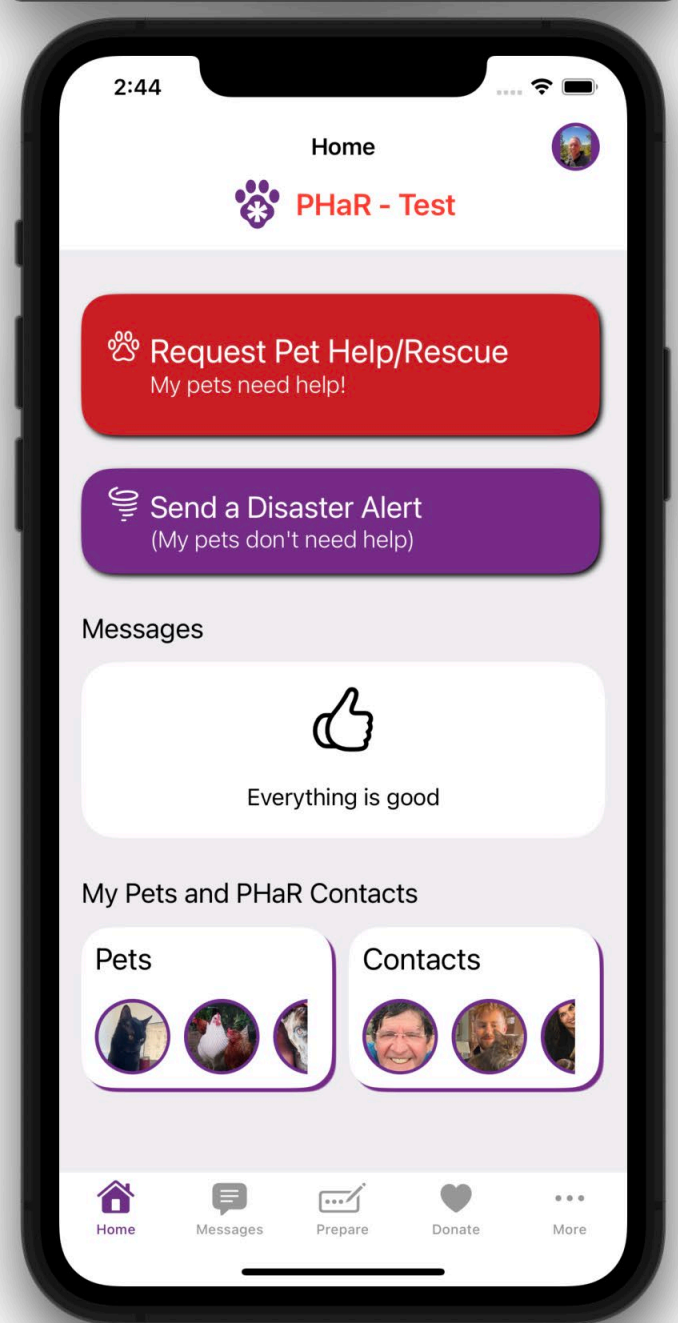 2:44
Home
PHaR - Test
Request Pet Help/Rescue
My pets need help!
Send a Disaster Alert
(My pets don't need help)
Messages
Everything is good
My Pets and PHaR Contacts
Pets
Contacts
Home
Messages
Prepare
Donate
More